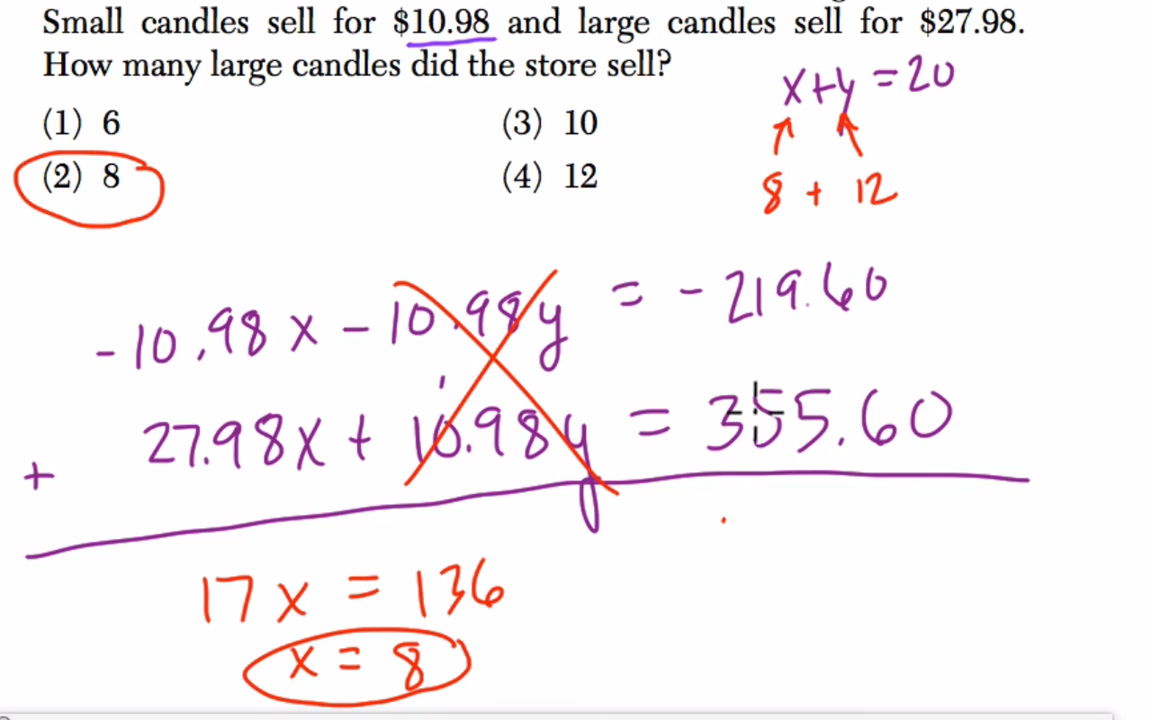 Small candles sell for $10.98 and large candles sell for $27.98.
How many large candles did the store sell?
(1) 6
(3) 10
(2) 8
(4) 12
x+y=20
8 + 12
-10.98x - 10.98y = -219.60
+ 27.98x + 10.98y = 355.60
17x = 136
x = 8